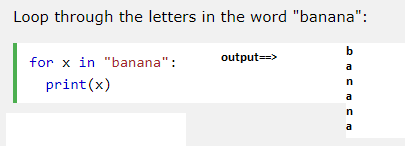 Loop through the letters in the word "banana":
for x in "banana":
  print(x)
output==>
b
a
n
a
n
a